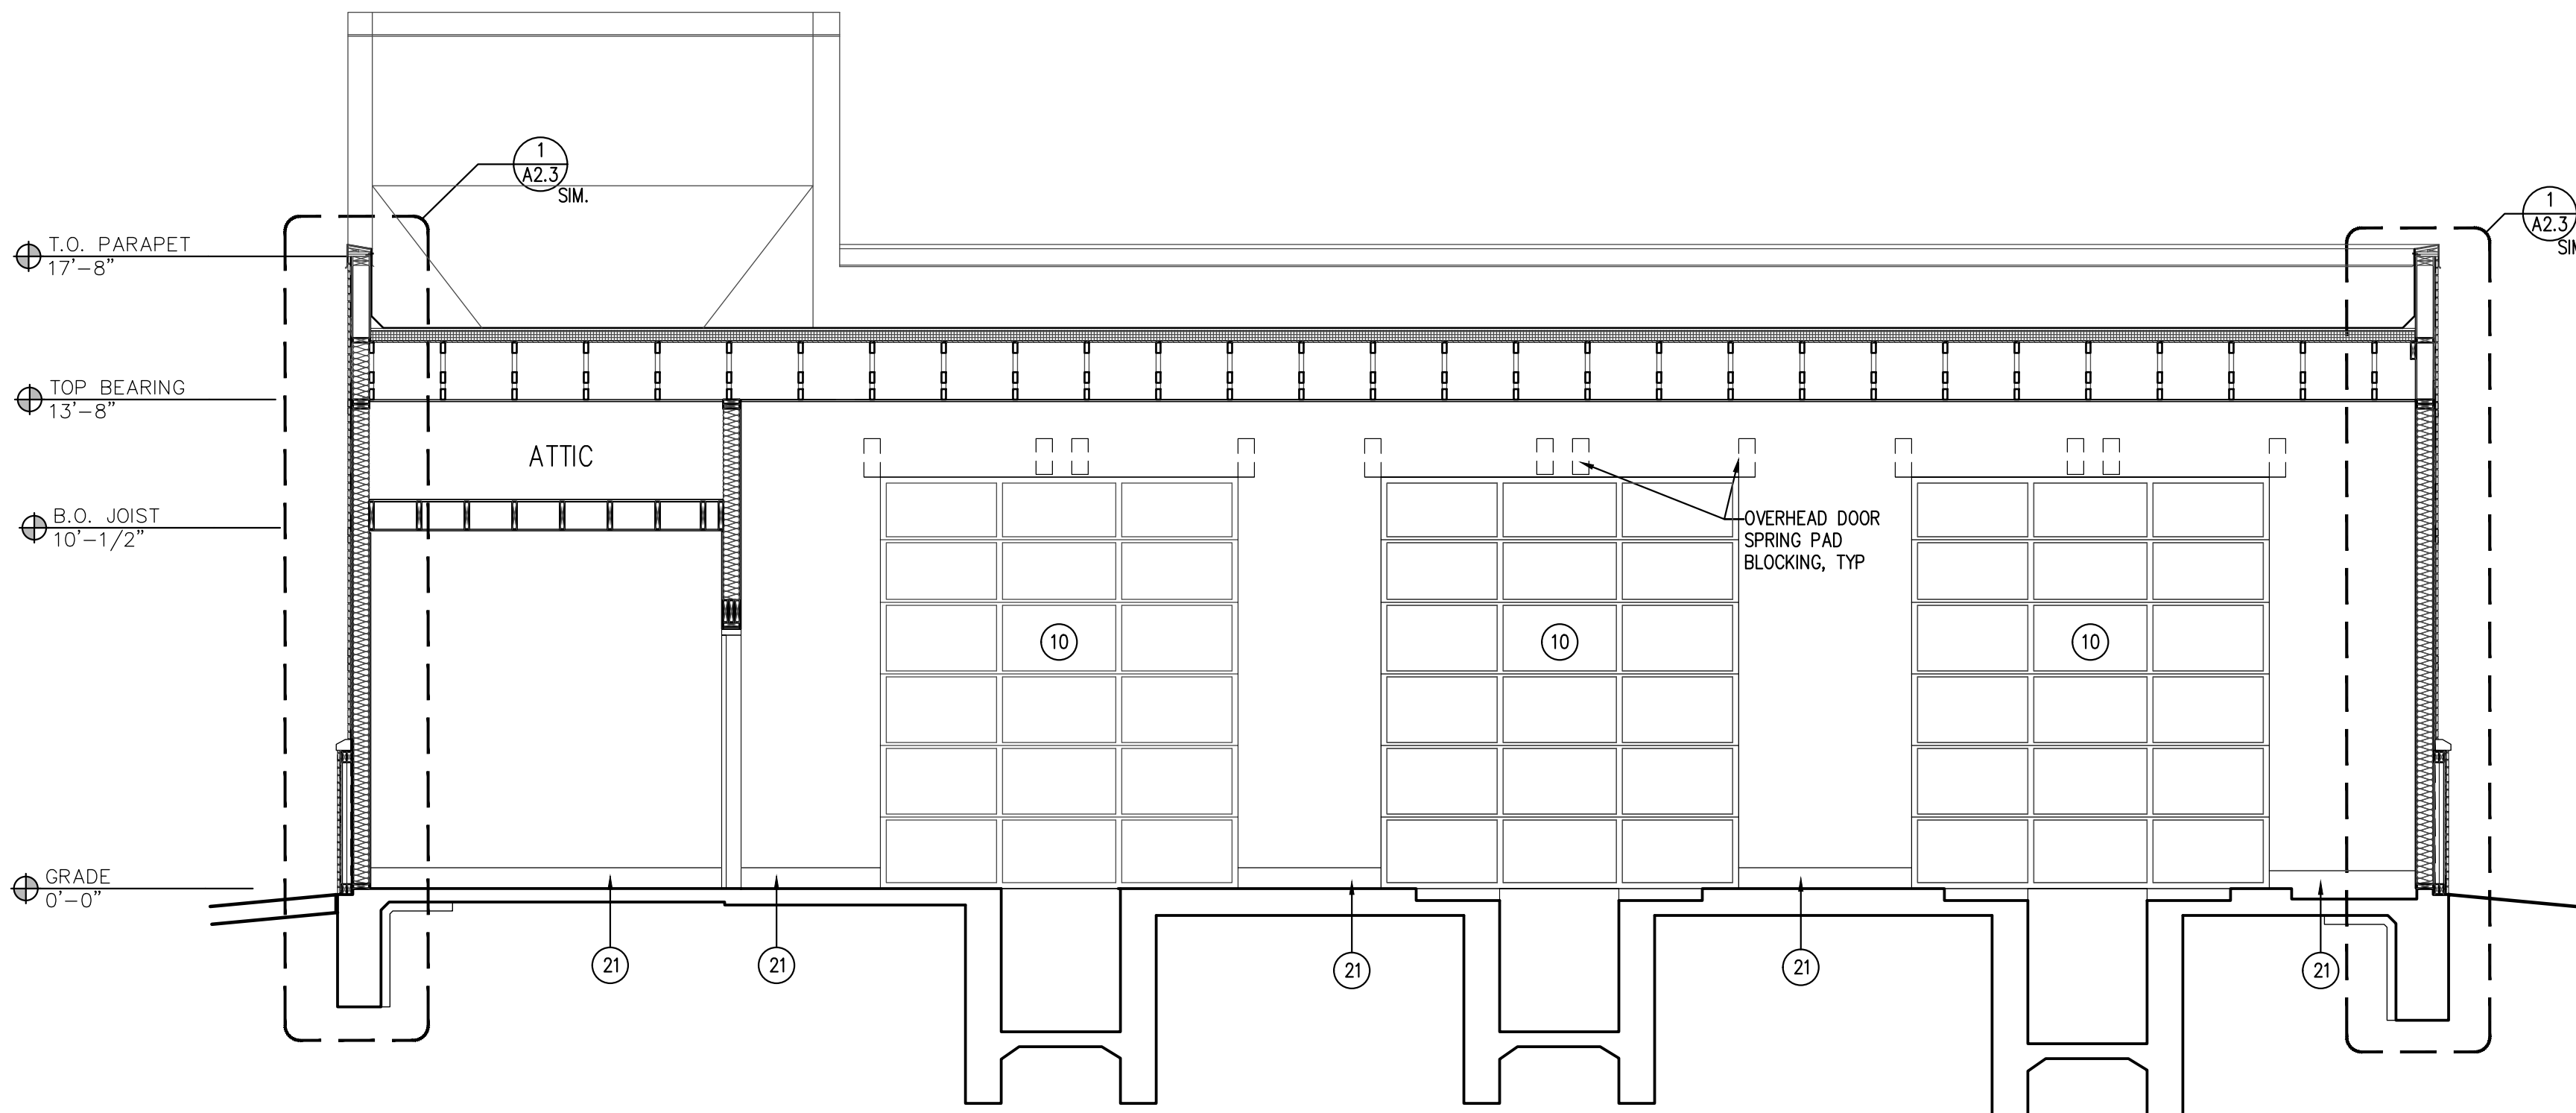 1
A2.3
SIM.
1
A2.3
T.O. PARAPET
17'-8"
TOP BEARING
13'-8"
ATTIC
B.O. JOIST
10'-1/2"
OVERHEAD DOOR
SPRING PAD
BLOCKING, TYP
10
10
10
GRADE
0'-0"
21
21
21
21
21